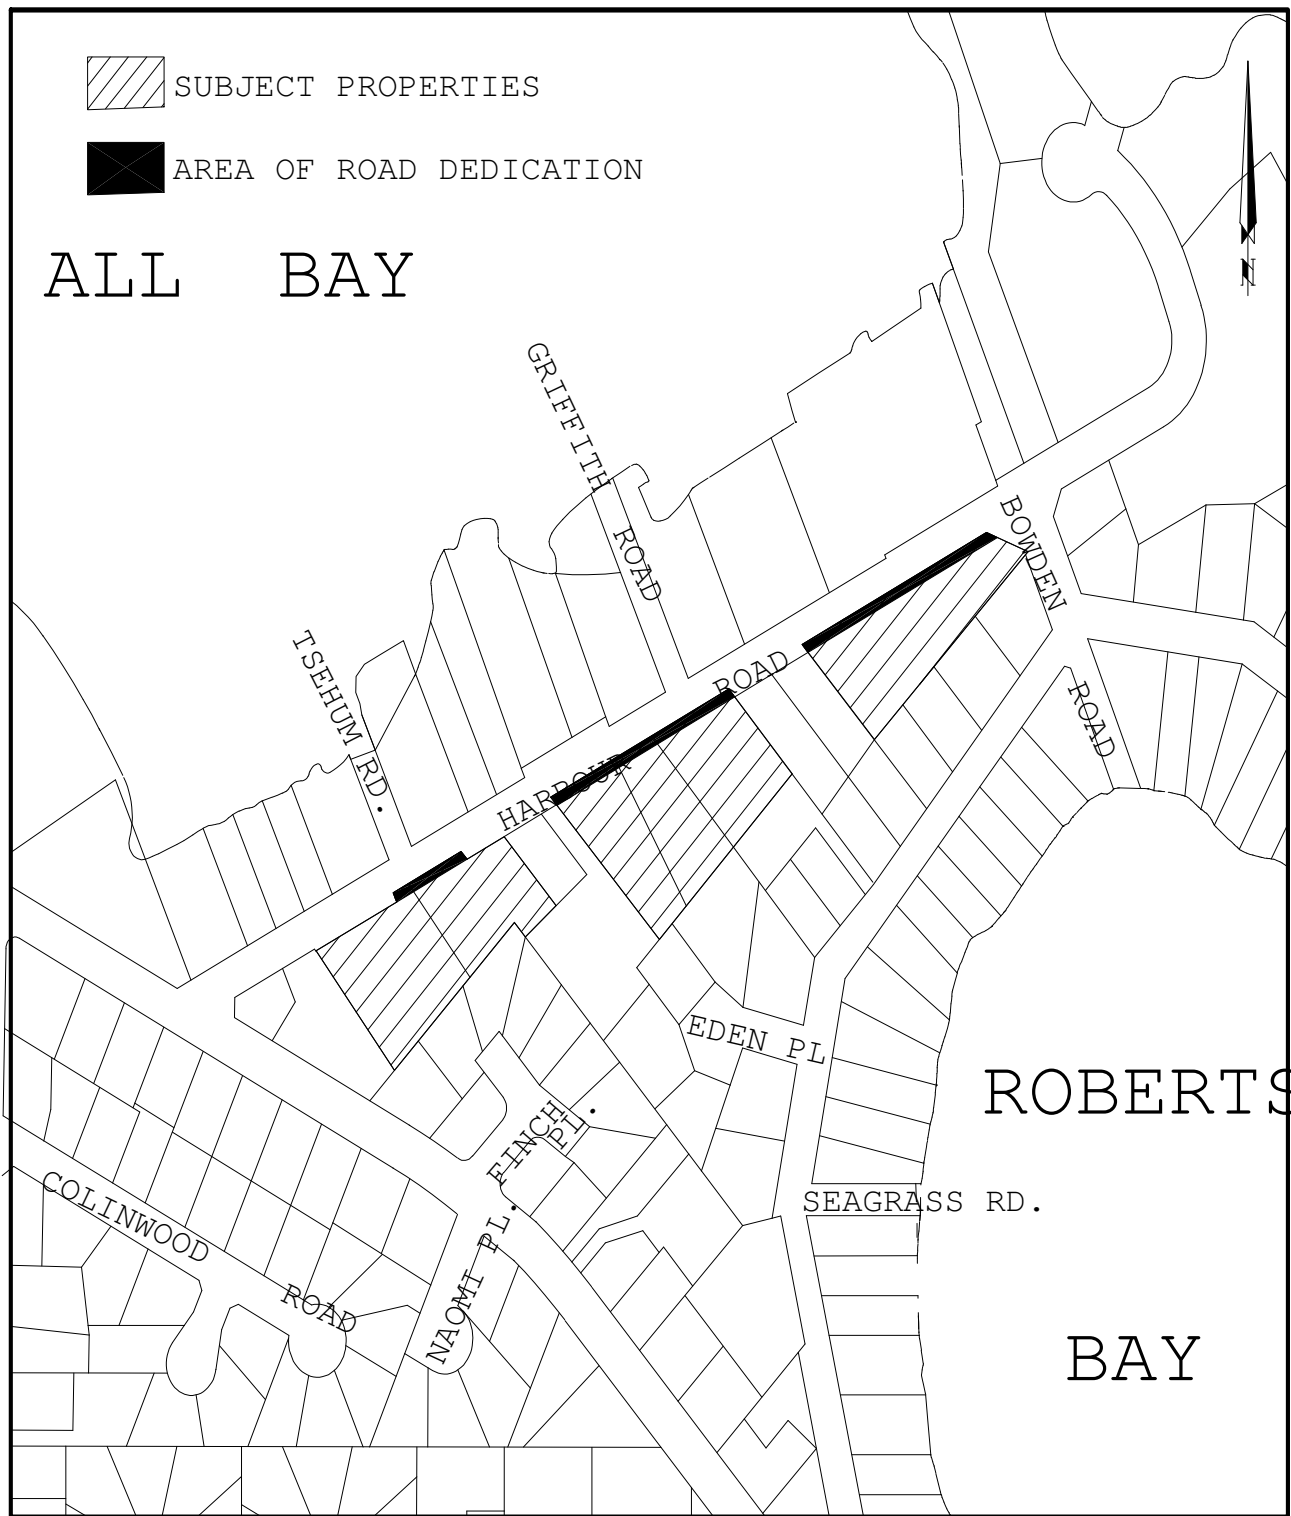 SUBJECT PROPERTIES
AREA OF ROAD DEDICATION
ALL BAY
N
GRIFFITH ROAD
BOWDEN ROAD
TSEHUM RD.
HARBOUR ROAD
EDEN PL
ROBERTS BAY
FINCH PL.
SEAGRASS RD.
COLINWOOD ROAD
NAOMI PL.